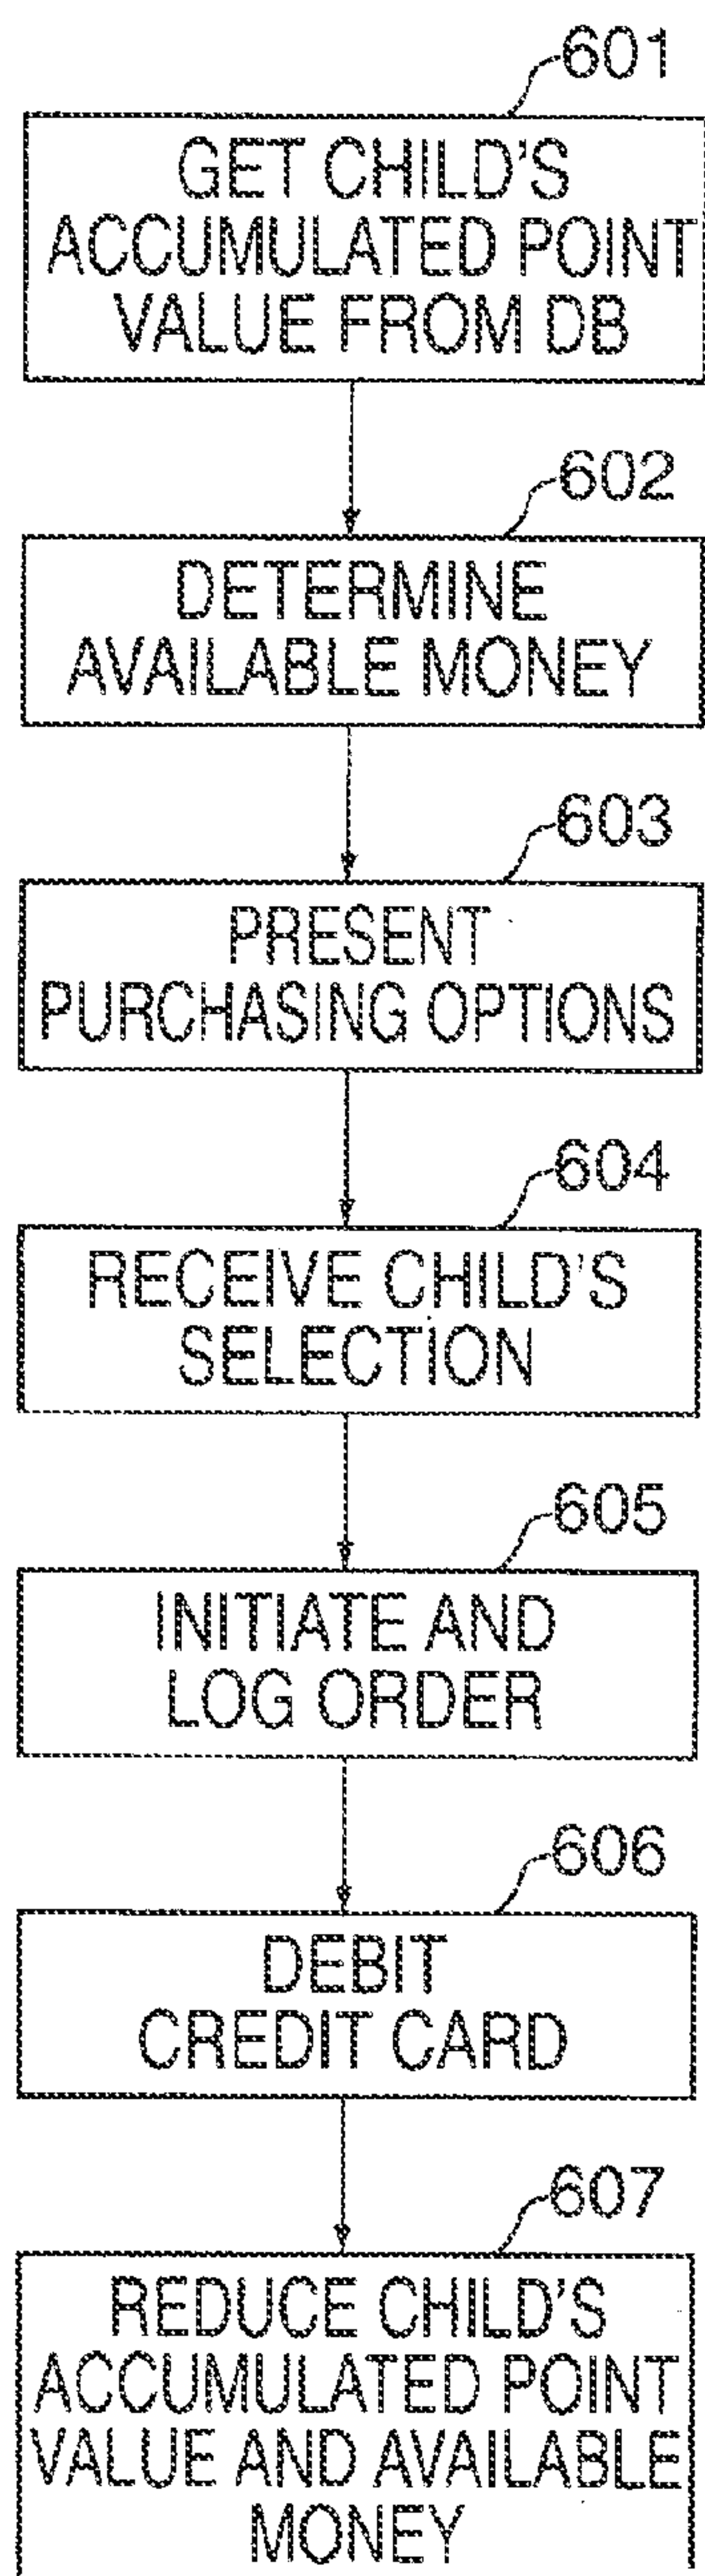 601
GET CHILD'S
ACCUMULATED POINT
VALUE FROM DB
602
DETERMINE
AVAILABLE MONEY
603
PRESENT
PURCHASING OPTIONS
604
RECEIVE CHILD'S
SELECTION
605
INITIATE AND
LOG ORDER
606
DEBIT
CREDIT CARD
607
REDUCE CHILD'S
ACCUMULATED POINT
VALUE AND AVAILABLE
MONEY